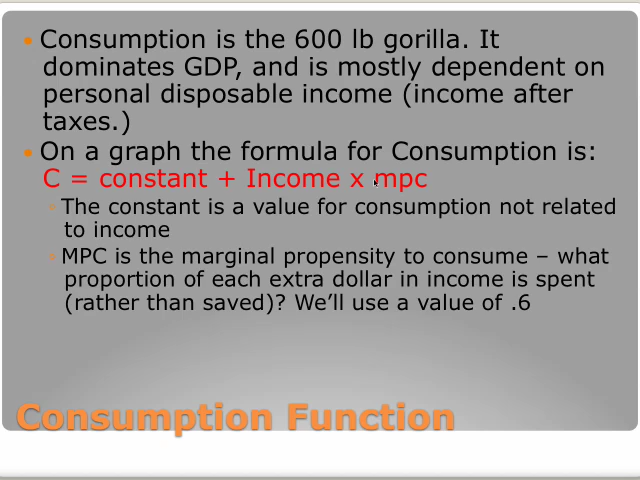 Consumption is the 600 lb gorilla. It
dominates GDP, and is mostly dependent on
personal disposable income (income after
taxes.)
On a graph the formula for Consumption is:
C = constant + Income x mpc
The constant is a value for consumption not related
to income
MPC is the marginal propensity to consume – what
proportion of each extra dollar in income is spent
(rather than saved)? We’ll use a value of .6
Consumption Function